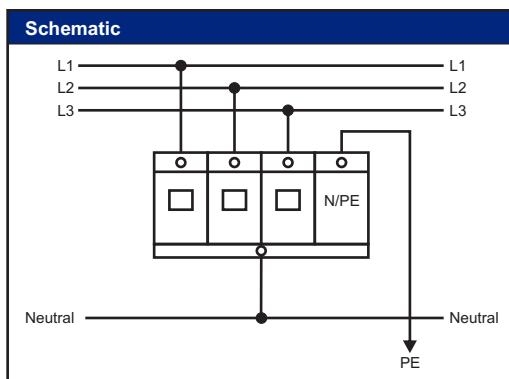 Schematic
L1 L1
L2 L2
L3 L3
N/PE
Neutral Neutral
PE